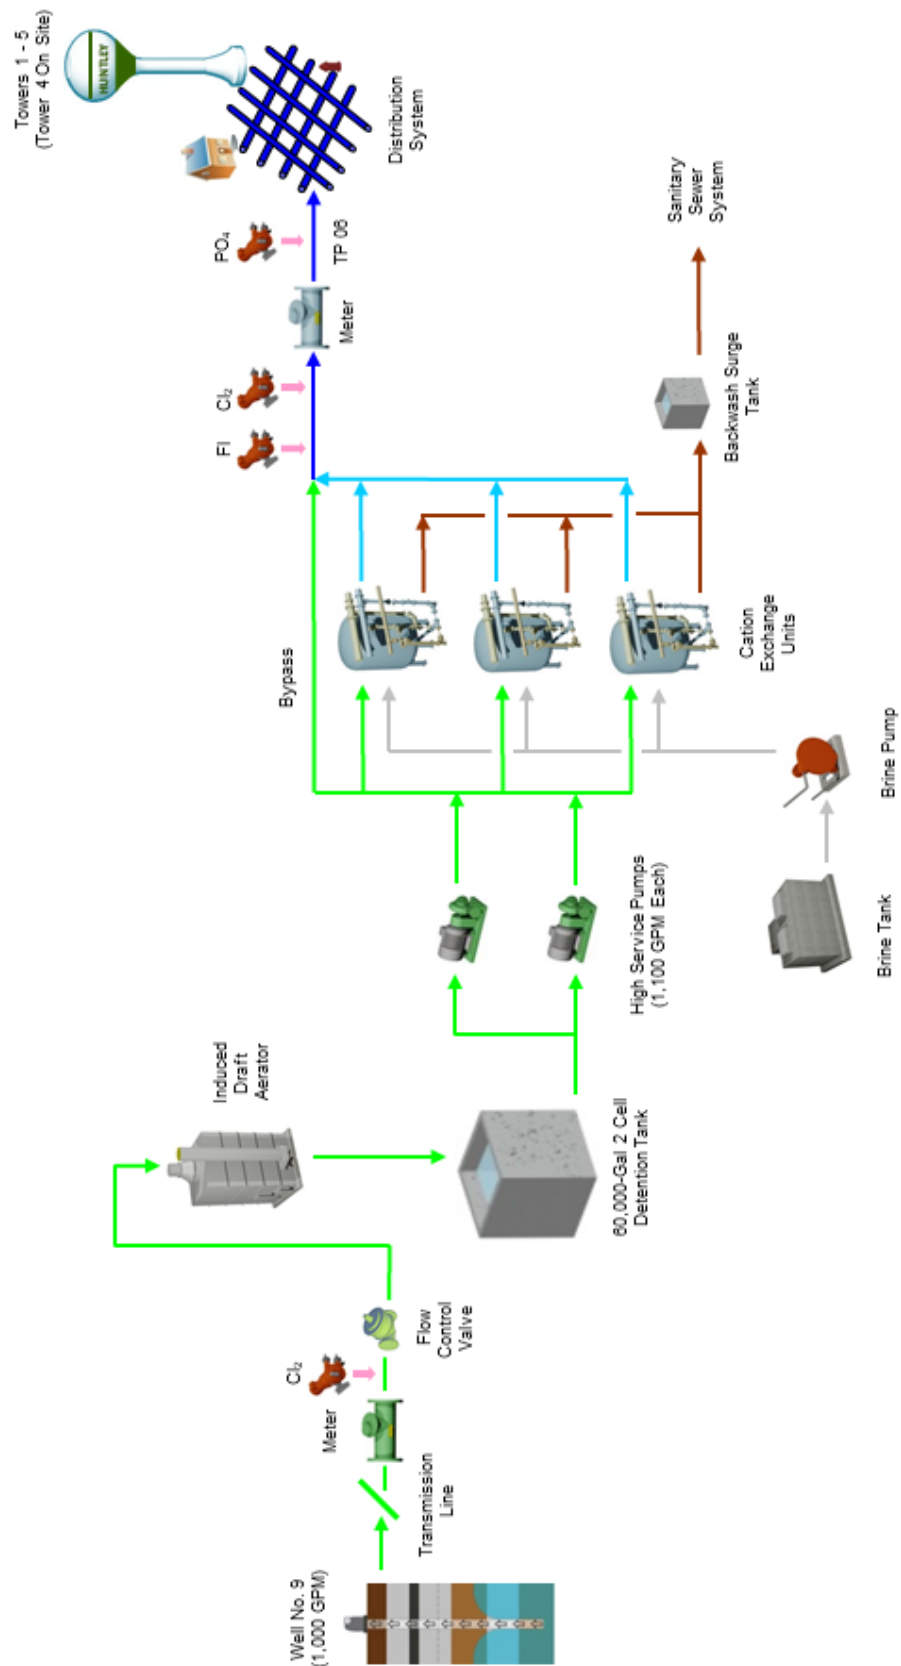 Well No. 9
(1,000 GPM)
Transmission
Line
Meter
Cl₂
Flow
Control
Valve
Induced
Draft
Aerator
60,000-Gal 2 Cell
Detention Tank
High Service Pumps
(1,100 GPM Each)
Brine Tank
Brine Pump
Bypass
Cation
Exchange
Units
Backwash Surge
Tank
Sanitary
Sewer
System
Fl
Cl₂
Meter
PO₄
TP 06
Distribution
System
Towers 1 - 5
(Tower 4 On Site)
HUNTLEY